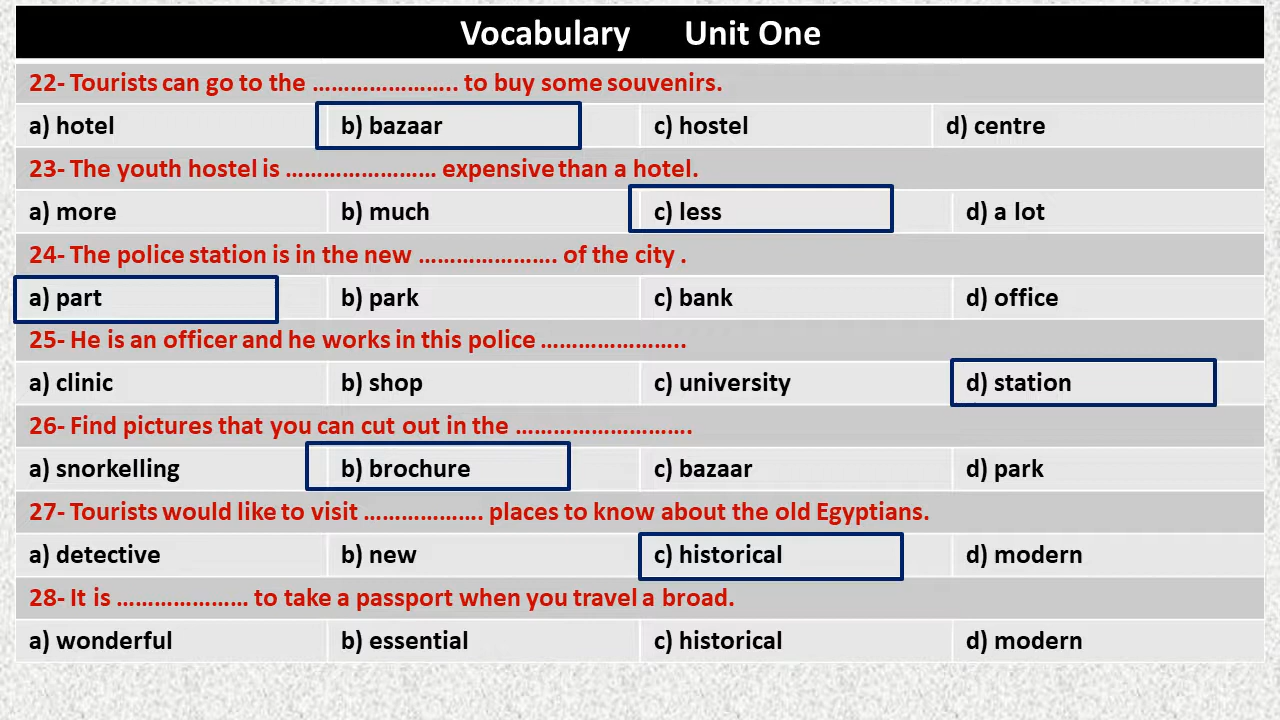 Vocabulary Unit One
22- Tourists can go to the ………………….. to buy some souvenirs.
a) hotel b) bazaar c) hostel d) centre
23- The youth hostel is …………………… expensive than a hotel.
a) more b) much c) less d) a lot
24- The police station is in the new …………………. of the city .
a) part b) park c) bank d) office
25- He is an officer and he works in this police …………………..
a) clinic b) shop c) university d) station
26- Find pictures that you can cut out in the ……………………….
a) snorkelling b) brochure c) bazaar d) park
27- Tourists would like to visit ………………. places to know about the old Egyptians.
a) detective b) new c) historical d) modern
28- It is ………………… to take a passport when you travel a broad.
a) wonderful b) essential c) historical d) modern